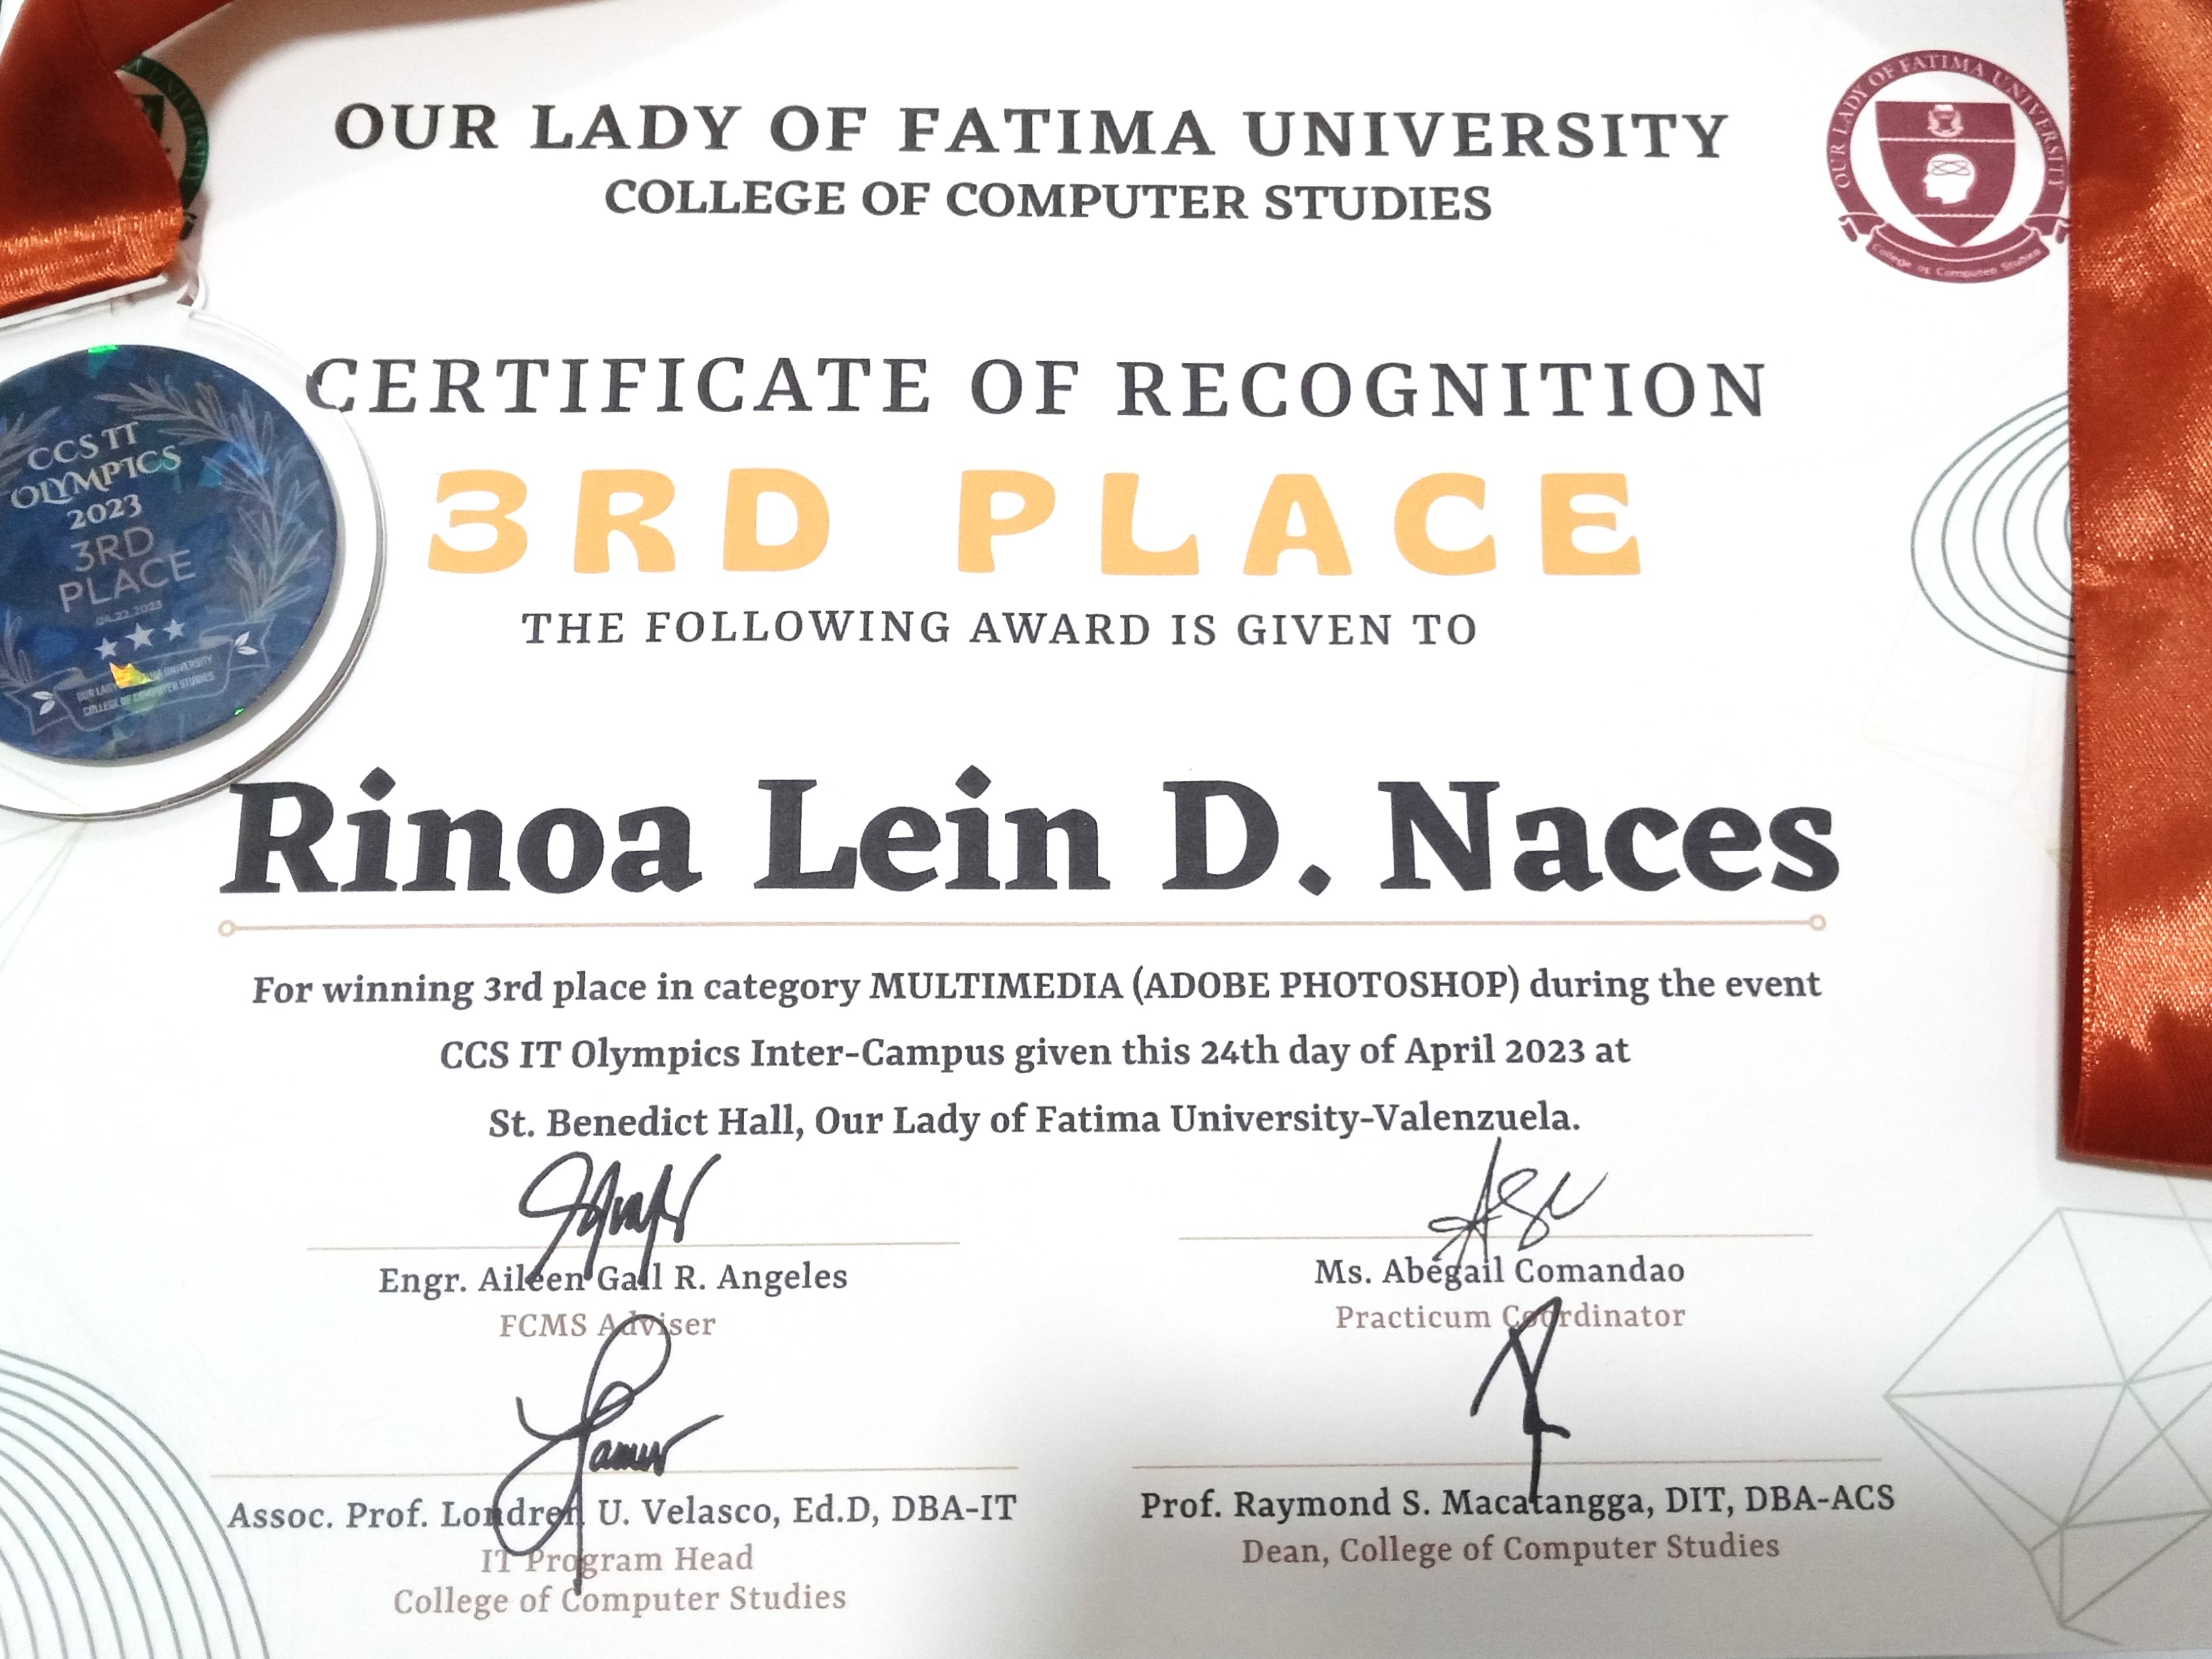 OUR LADY OF FATIMA UNIVERSITY
COLLEGE OF COMPUTER STUDIES
OUR LADY OF FATIMA UNIVERSITY
College of Computer Studies
UNIVERSITY
CERTIFICATE OF RECOGNITION
3RD PLACE
THE FOLLOWING AWARD IS GIVEN TO
CCS IT
OLYMPICS
2023
3RD
PLACE
04.22.2023
OUR UNIVERSITY
COLLEGE OF COMPUTER STUDIES
Rinoa Lein D. Naces
For winning 3rd place in category MULTIMEDIA (ADOBE PHOTOSHOP) during the event
CCS IT Olympics Inter-Campus given this 24th day of April 2023 at
St. Benedict Hall, Our Lady of Fatima University-Valenzuela.
Engr. Aileen Gail R. Angeles
FCMS Adviser
Ms. Abegail Comandao
Practicum Coordinator
Assoc. Prof. Londren U. Velasco, Ed.D, DBA-IT
IT Program Head
College of Computer Studies
Prof. Raymond S. Macatangga, DIT, DBA-ACS
Dean, College of Computer Studies